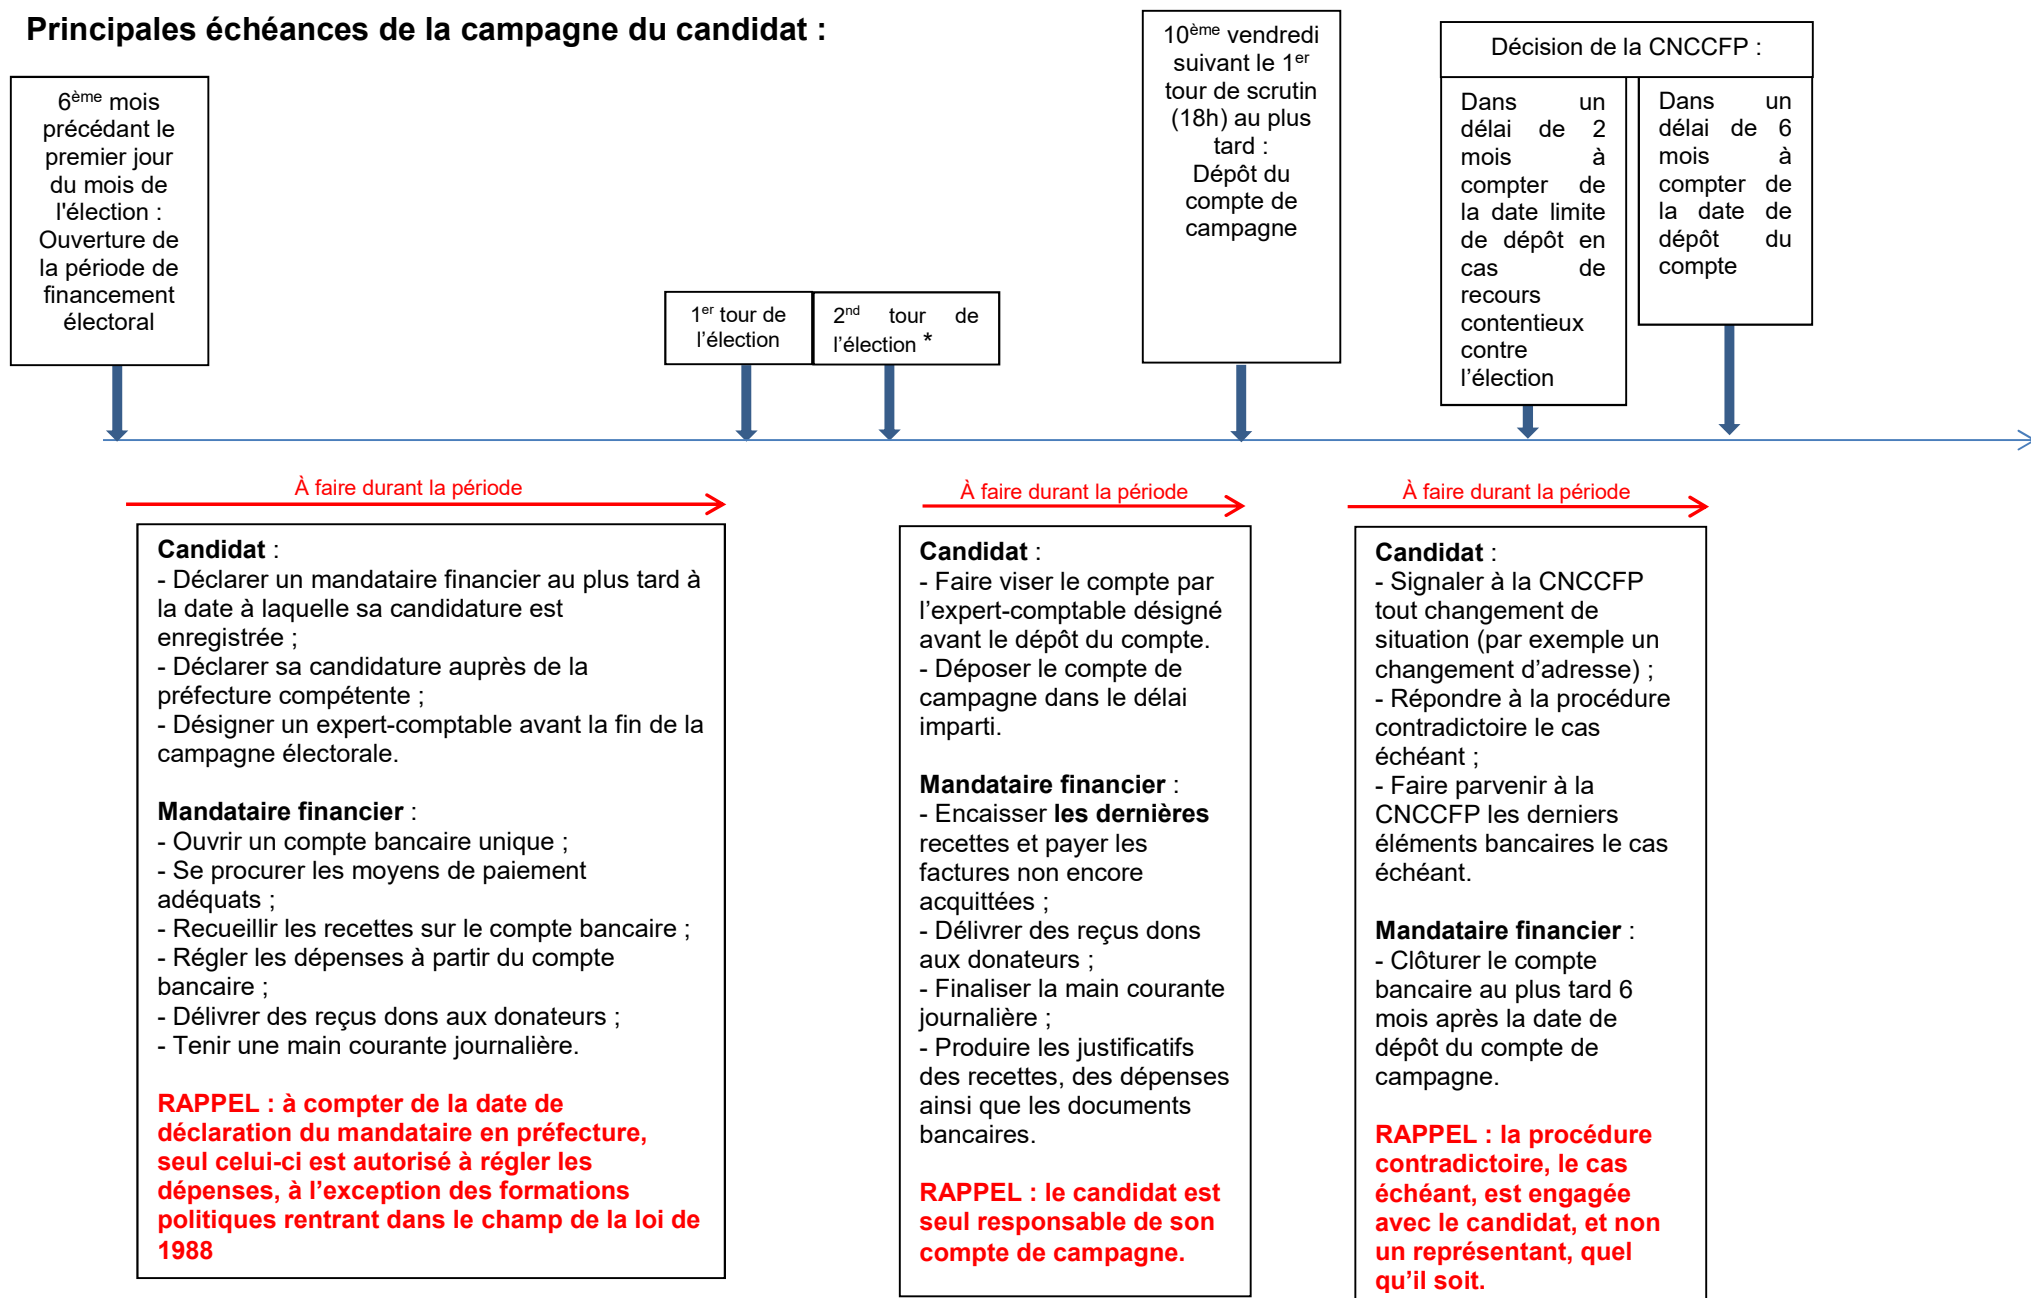 Principales échéances de la campagne du candidat :
6ème mois
précédant le
premier jour
du mois de
l'élection :
Ouverture de
la période de
financement
électoral
1er tour de
l’élection
2nd tour de
l’élection *
10ème vendredi
suivant le 1er
tour de scrutin
(18h) au plus
tard :
Dépôt du
compte de
campagne
Décision de la CNCCFP :
Dans un
délai de 2
mois à
compter de
la date limite
de dépôt en
cas de
recours
contentieux
contre
l’élection
Dans un
délai de 6
mois à
compter de
la date de
dépôt du
compte
À faire durant la période
Candidat :
- Déclarer un mandataire financier au plus tard à
la date à laquelle sa candidature est
enregistrée ;
- Déclarer sa candidature auprès de la
préfecture compétente ;
- Désigner un expert-comptable avant la fin de la
campagne électorale.
Mandataire financier :
- Ouvrir un compte bancaire unique ;
- Se procurer les moyens de paiement
adéquats ;
- Recueillir les recettes sur le compte bancaire ;
- Régler les dépenses à partir du compte
bancaire ;
- Délivrer des reçus dons aux donateurs ;
- Tenir une main courante journalière.
RAPPEL : à compter de la date de
déclaration du mandataire en préfecture,
seul celui-ci est autorisé à régler les
dépenses, à l’exception des formations
politiques rentrant dans le champ de la loi de
1988
À faire durant la période
Candidat :
- Faire viser le compte par
l’expert-comptable désigné
avant le dépôt du compte.
- Déposer le compte de
campagne dans le délai
imparti.
Mandataire financier :
- Encaisser les dernières
recettes et payer les
factures non encore
acquittées ;
- Délivrer des reçus dons
aux donateurs ;
- Finaliser la main courante
journalière ;
- Produire les justificatifs
des recettes, des dépenses
ainsi que les documents
bancaires.
RAPPEL : le candidat est
seul responsable de son
compte de campagne.
À faire durant la période
Candidat :
- Signaler à la CNCCFP
tout changement de
situation (par exemple un
changement d’adresse) ;
- Répondre à la procédure
contradictoire le cas
échéant ;
- Faire parvenir à la
CNCCFP les derniers
éléments bancaires le cas
échéant.
Mandataire financier :
- Clôturer le compte
bancaire au plus tard 6
mois après la date de
dépôt du compte de
campagne.
RAPPEL : la procédure
contradictoire, le cas
échéant, est engagée
avec le candidat, et non
un représentant, quel
qu’il soit.